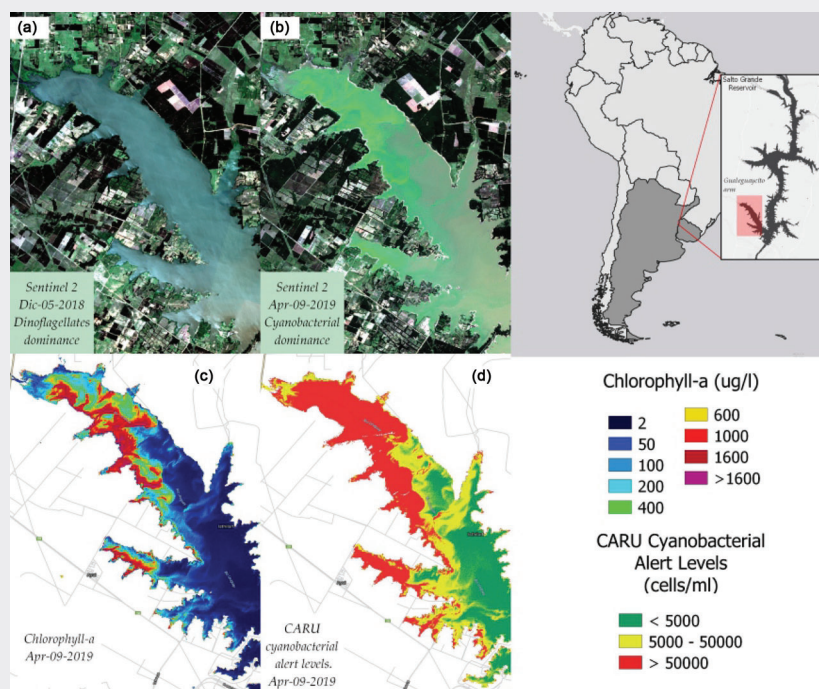 (a)
Sentinel 2
Dic-05-2018
Dinoflagellates
dominance
(b)
Sentinel 2
Apr-09-2019
Cyanobacterial
dominance
Salto Grande
Reservoir
Gualeguaycito
arm
(c)
Chlorophyll-a
Apr-09-2019
(d)
CARU
cyanobacterial
alert levels.
Apr-09-2019
Chlorophyll-a (ug/l)
2
50
100
200
400
600
1000
1600
>1600
CARU Cyanobacterial
Alert Levels
(cells/ml)
< 5000
5000 - 50000
> 50000